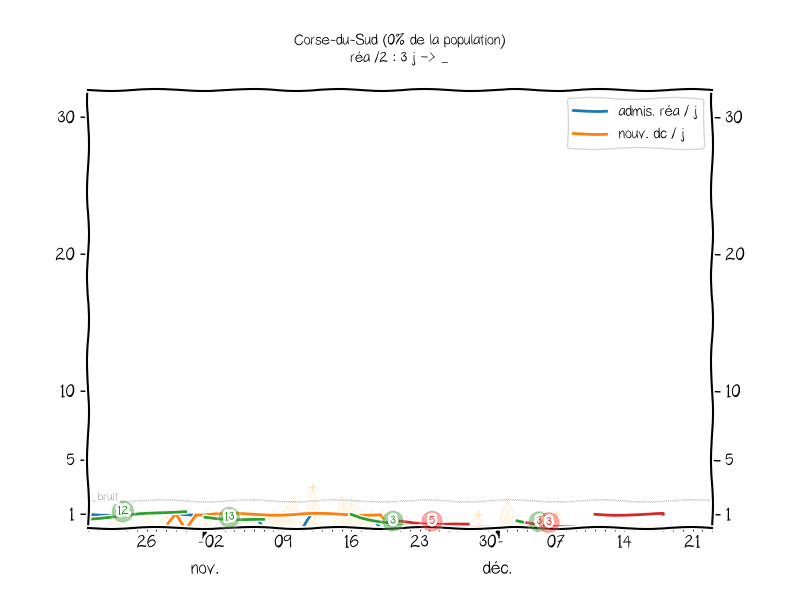 Corse-du-Sud (0% de la population)
réa /2 : 3 j -> _
admis. réa / j
nouv. dc / j
30 30
20 20
10 10
5 5
bruit
1 1
12 13 3 5 3 3
26 02 09 16 23 30 07 14 21
nov. déc.